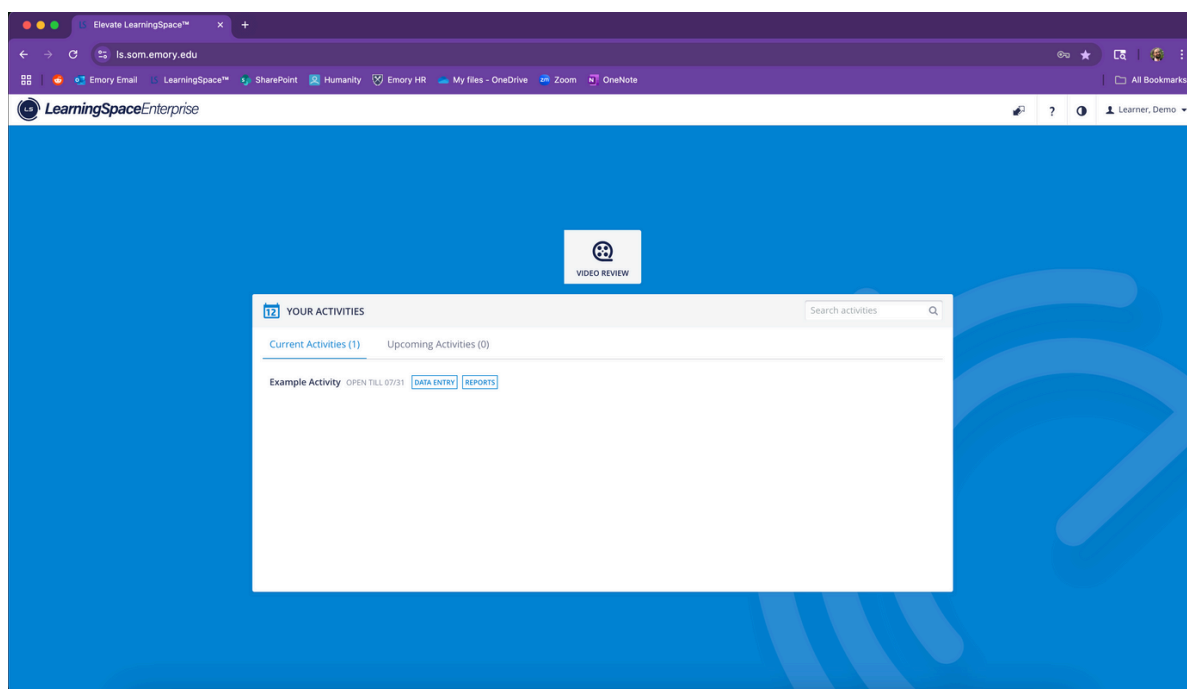 Elevate LearningSpace™
ls.som.emory.edu
Emory Email LearningSpace™ SharePoint Humanity Emory HR My files - OneDrive Zoom OneNote All Bookmarks
LS LearningSpaceEnterprise ? Learner, Demo
VIDEO REVIEW
12 YOUR ACTIVITIES Search activities
Current Activities (1) Upcoming Activities (0)
Example Activity OPEN TILL 07/31 DATA ENTRY REPORTS